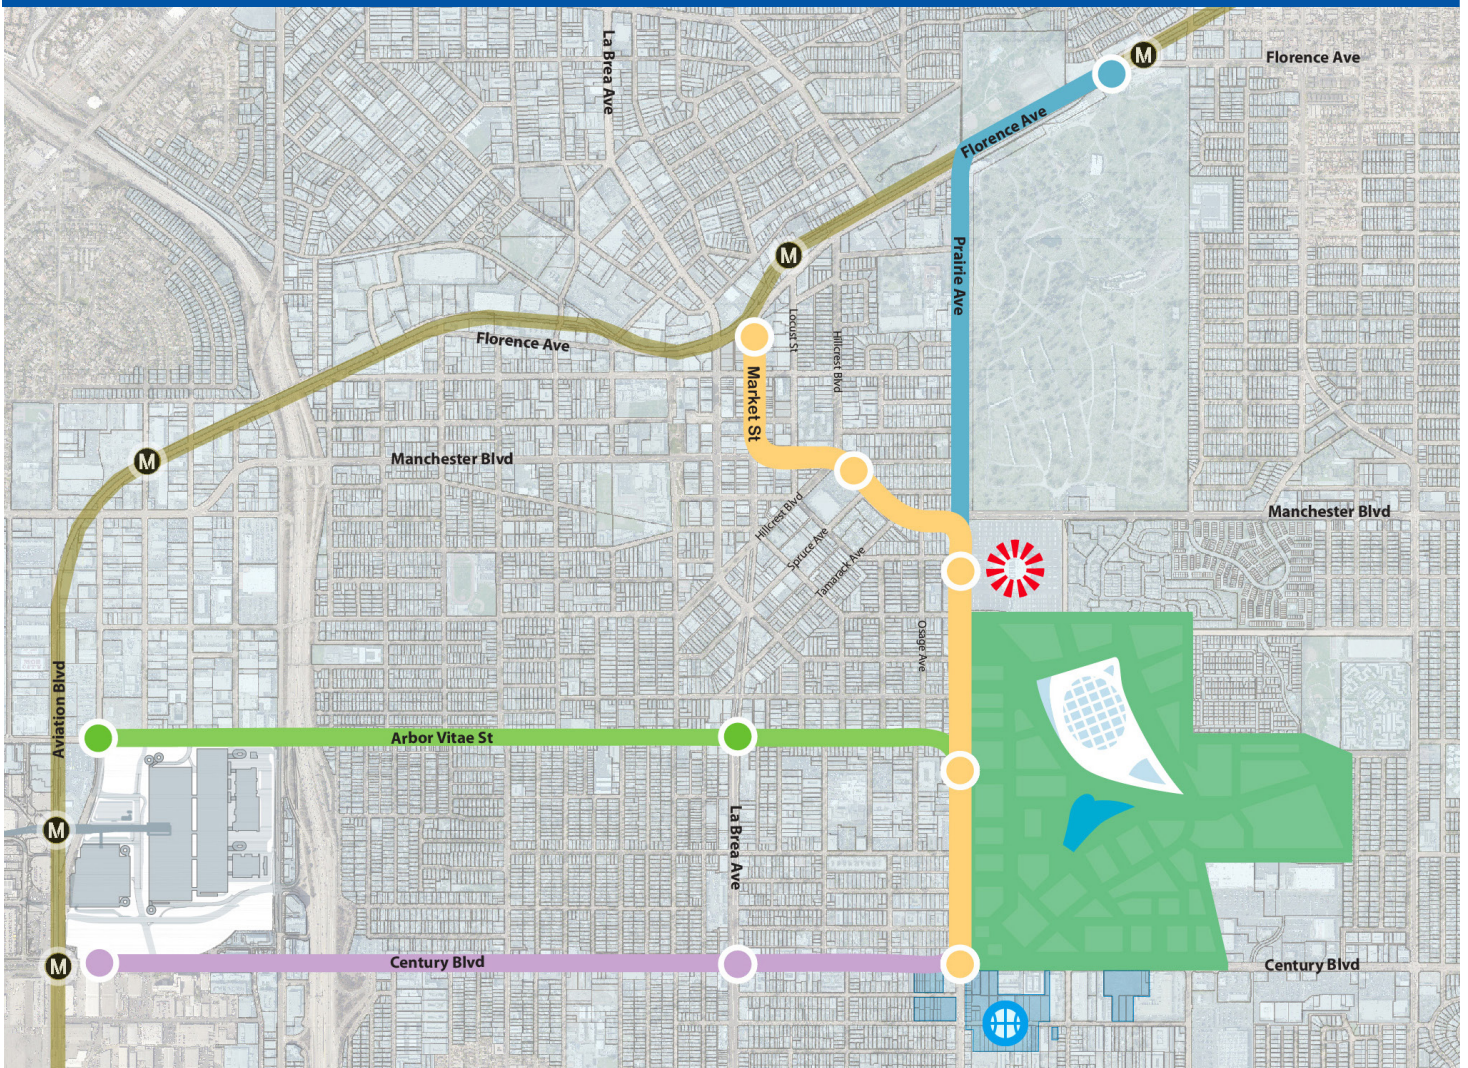 La Brea Ave
M
Florence Ave
Florence Ave
Prairie Ave
M
Locust St
Hillcrest Blvd
Florence Ave
Market St
M
Manchester Blvd
Manchester Blvd
Hillcrest Blvd
Spruce Ave
Tamarack Ave
Osage Ave
Aviation Blvd
Arbor Vitae St
M
La Brea Ave
M
Century Blvd
Century Blvd